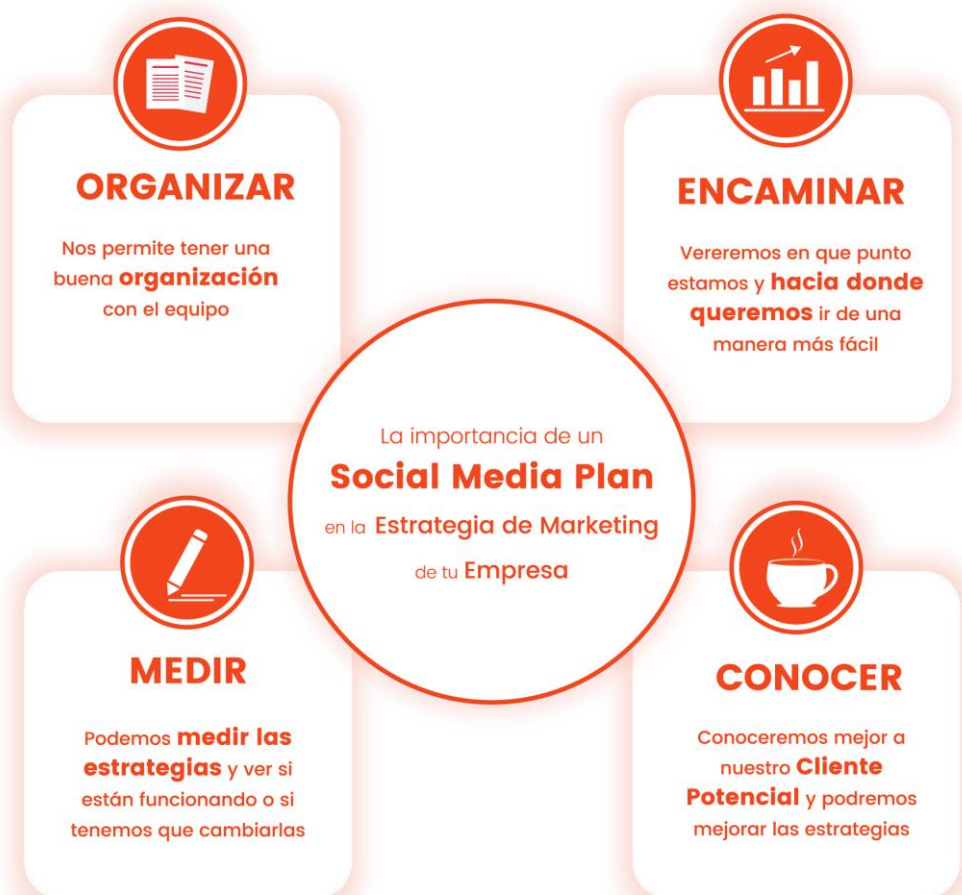 ORGANIZAR
Nos permite tener una
buena organización
con el equipo
ENCAMINAR
Vereremos en que punto
estamos y hacia donde
queremos ir de una
manera más fácil
La importancia de un
Social Media Plan
en la Estrategia de Marketing
de tu Empresa
MEDIR
Podemos medir las
estrategias y ver si
están funcionando o si
tenemos que cambiarlas
CONOCER
Conoceremos mejor a
nuestro Cliente
Potencial y podremos
mejorar las estrategias